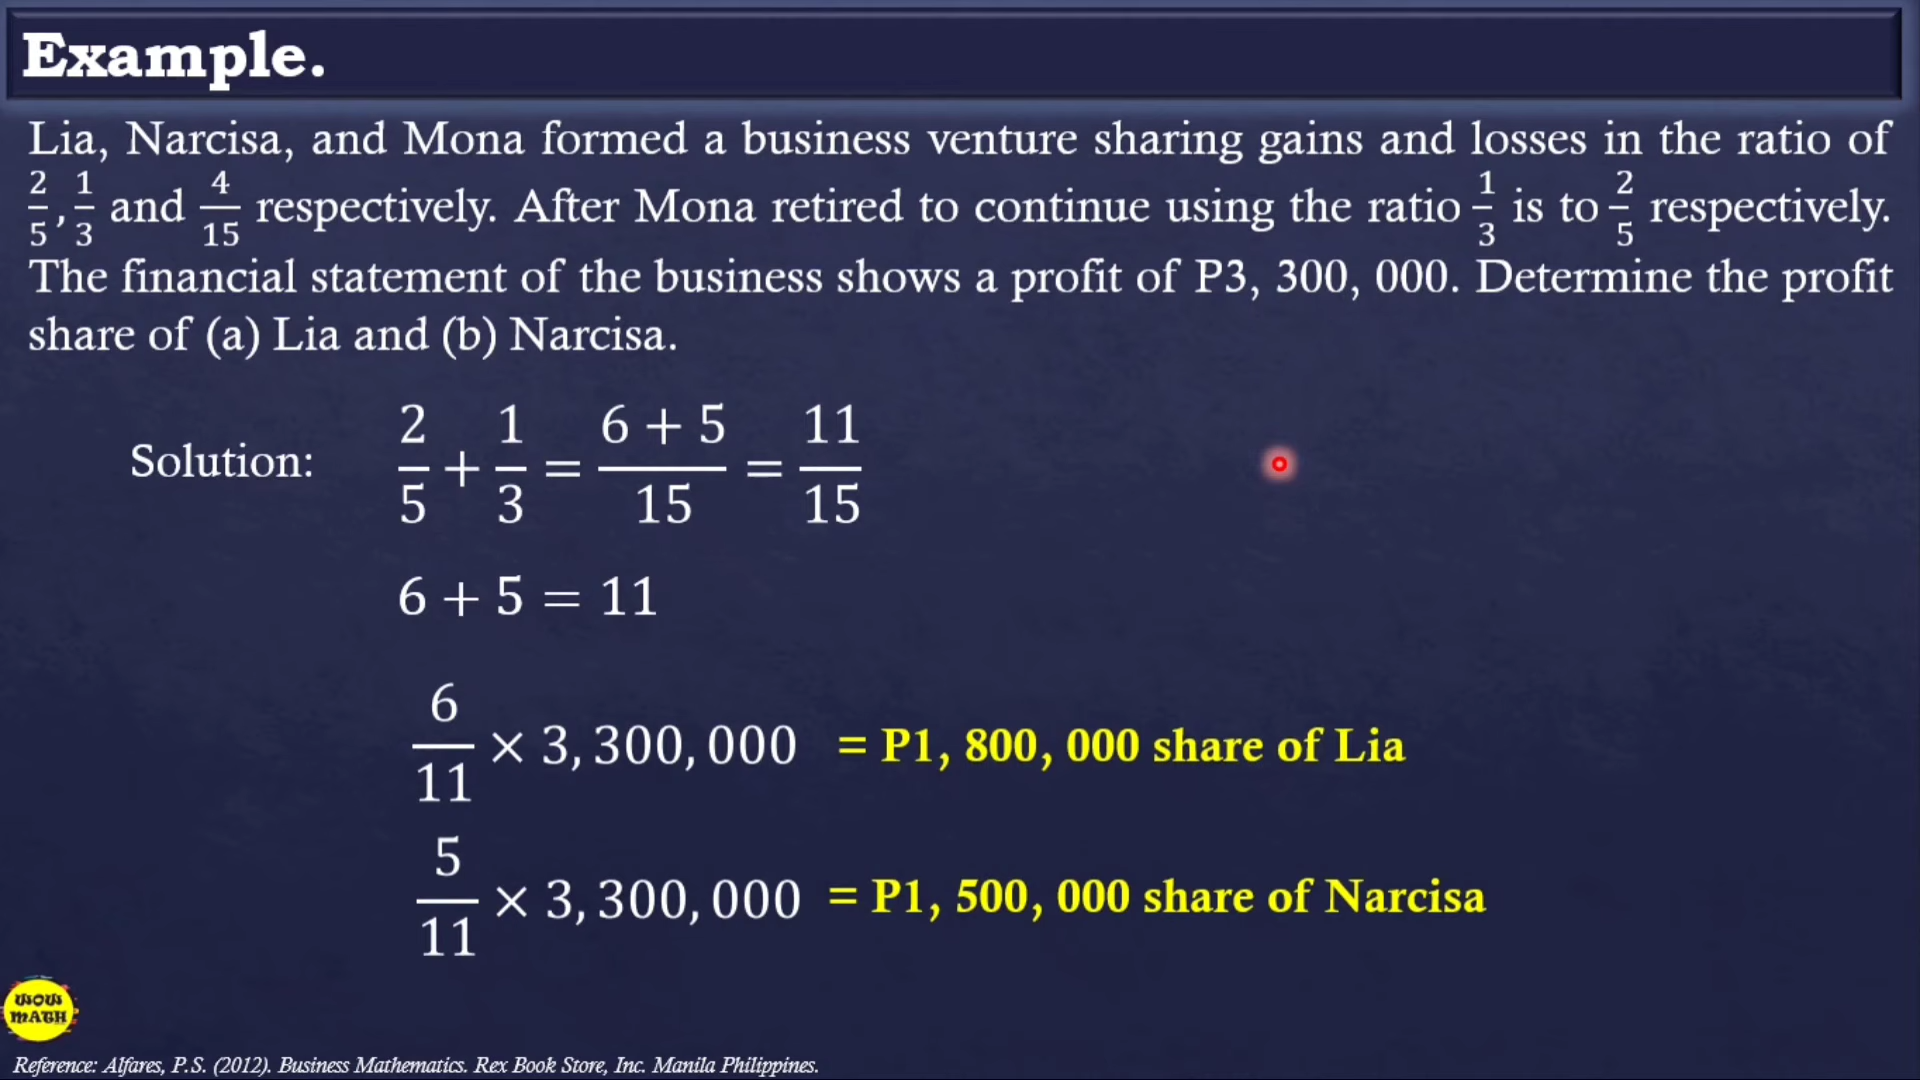 Example.
Lia, Narcisa, and Mona formed a business venture sharing gains and losses in the ratio of
2/5, 1/3 and 4/15 respectively. After Mona retired to continue using the ratio 1/3 is to 2/5 respectively.
The financial statement of the business shows a profit of P3, 300, 000. Determine the profit
share of (a) Lia and (b) Narcisa.
Solution: 2/5 + 1/3 = (6 + 5)/15 = 11/15
6 + 5 = 11
6/11 × 3, 300, 000 = P1, 800, 000 share of Lia
5/11 × 3, 300, 000 = P1, 500, 000 share of Narcisa
WOW
MATH
Reference: Alfares, P.S. (2012). Business Mathematics. Rex Book Store, Inc. Manila Philippines.